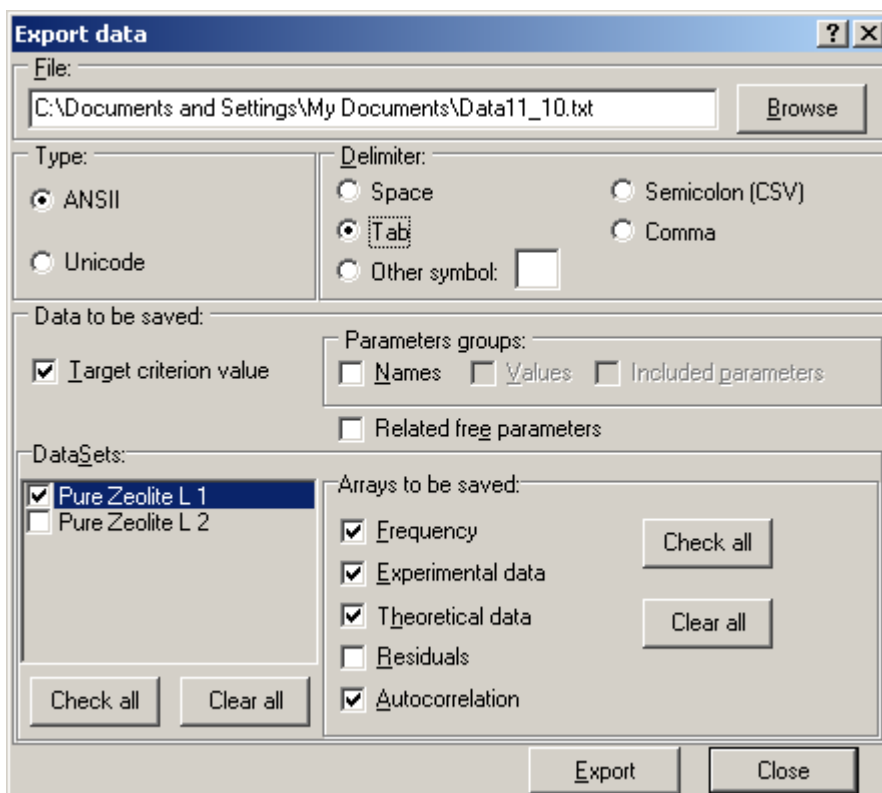 Export data
File:
C:\Documents and Settings\My Documents\Data11_10.txt
Browse
Type:
ANSII
Unicode
Delimiter:
Space
Semicolon (CSV)
Tab
Comma
Other symbol:
Data to be saved:
Target criterion value
Parameters groups:
Names
Values
Included parameters
Related free parameters
DataSets:
Pure Zeolite L 1
Pure Zeolite L 2
Check all
Clear all
Arrays to be saved:
Frequency
Experimental data
Theoretical data
Residuals
Autocorrelation
Check all
Clear all
Export
Close